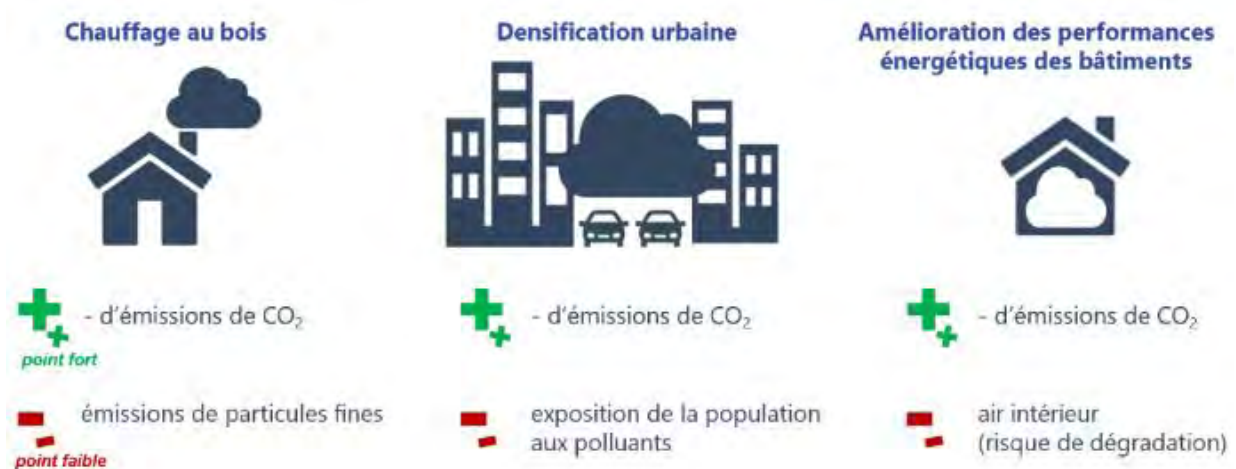 Chauffage au bois
Densification urbaine
Amélioration des performances
énergétiques des bâtiments
- d'émissions de CO₂
point fort
- d'émissions de CO₂
- d'émissions de CO₂
émissions de particules fines
point faible
exposition de la population
aux polluants
air intérieur
(risque de dégradation)